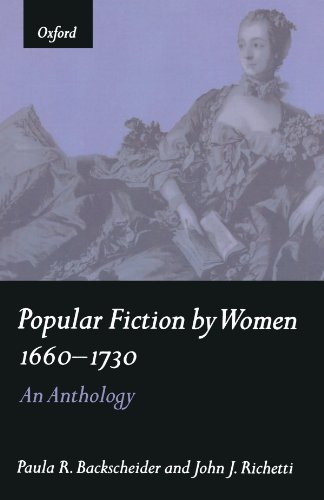 Oxford
Popular Fiction by Women
1660–1730
An Anthology
Paula R. Backscheider and John J. Richetti